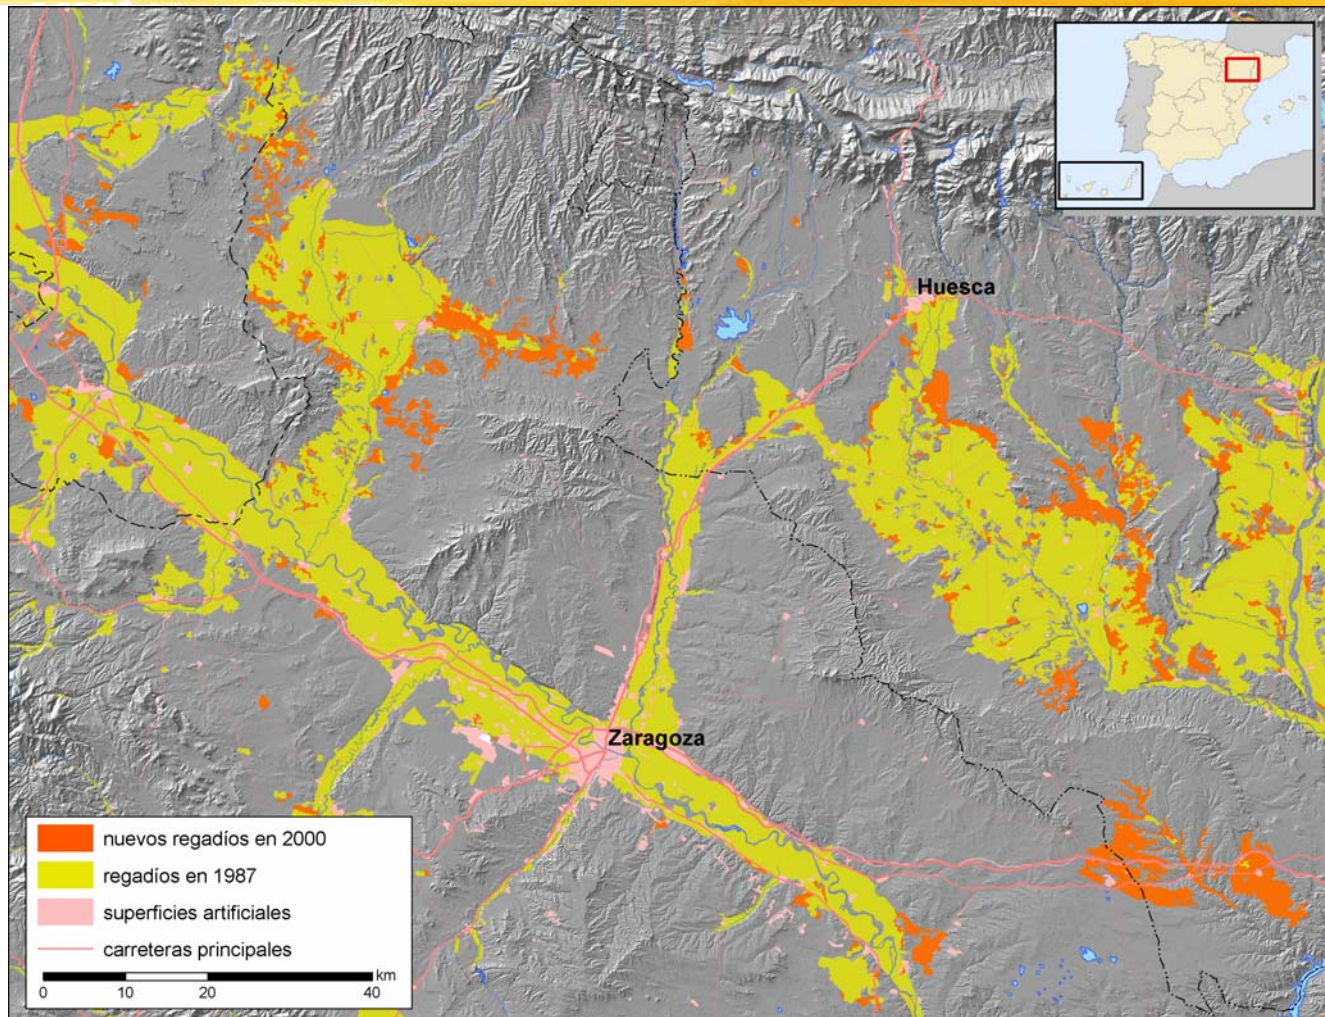 Huesca
Zaragoza
nuevos regadíos en 2000
regadíos en 1987
superficies artificiales
carreteras principales
km
0 10 20 40